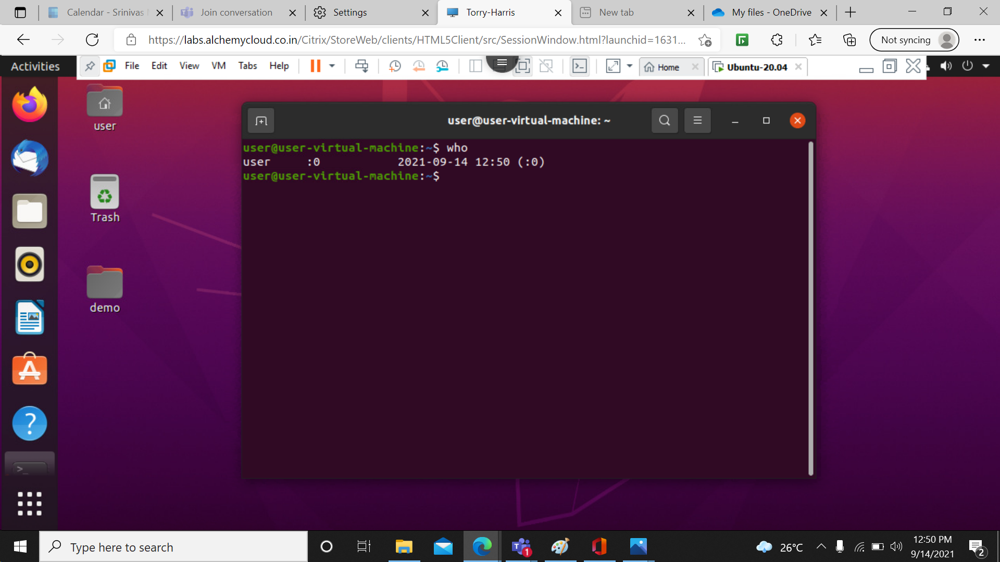 Calendar - Srinivas
Join conversation
Settings
Torry-Harris
New tab
My files - OneDrive
https://labs.alchemycloud.co.in/Citrix/StoreWeb/clients/HTML5Client/src/SessionWindow.html?launchid=1631...
Not syncing
Activities
File Edit View VM Tabs Help
Home
Ubuntu-20.04
user
Trash
demo
user@user-virtual-machine: ~
user@user-virtual-machine:~$ who
user :0 2021-09-14 12:50 (:0)
user@user-virtual-machine:~$
Type here to search
1
26°C
12:50 PM
9/14/2021
2